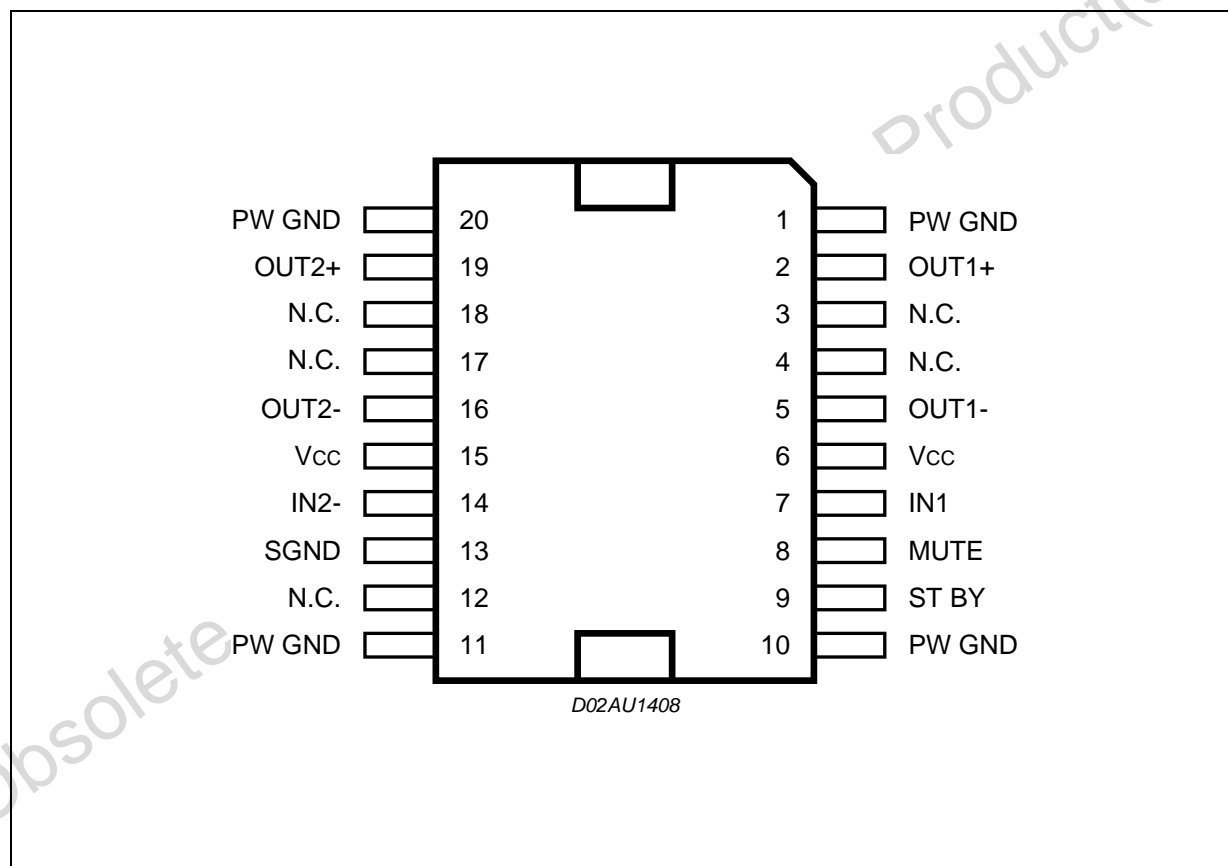 Product(
PW GND 20 1 PW GND
OUT2+ 19 2 OUT1+
N.C. 18 3 N.C.
N.C. 17 4 N.C.
OUT2- 16 5 OUT1-
Vcc 15 6 Vcc
IN2- 14 7 IN1
SGND 13 8 MUTE
N.C. 12 9 ST BY
PW GND 11 10 PW GND
D02AU1408
Obsolete